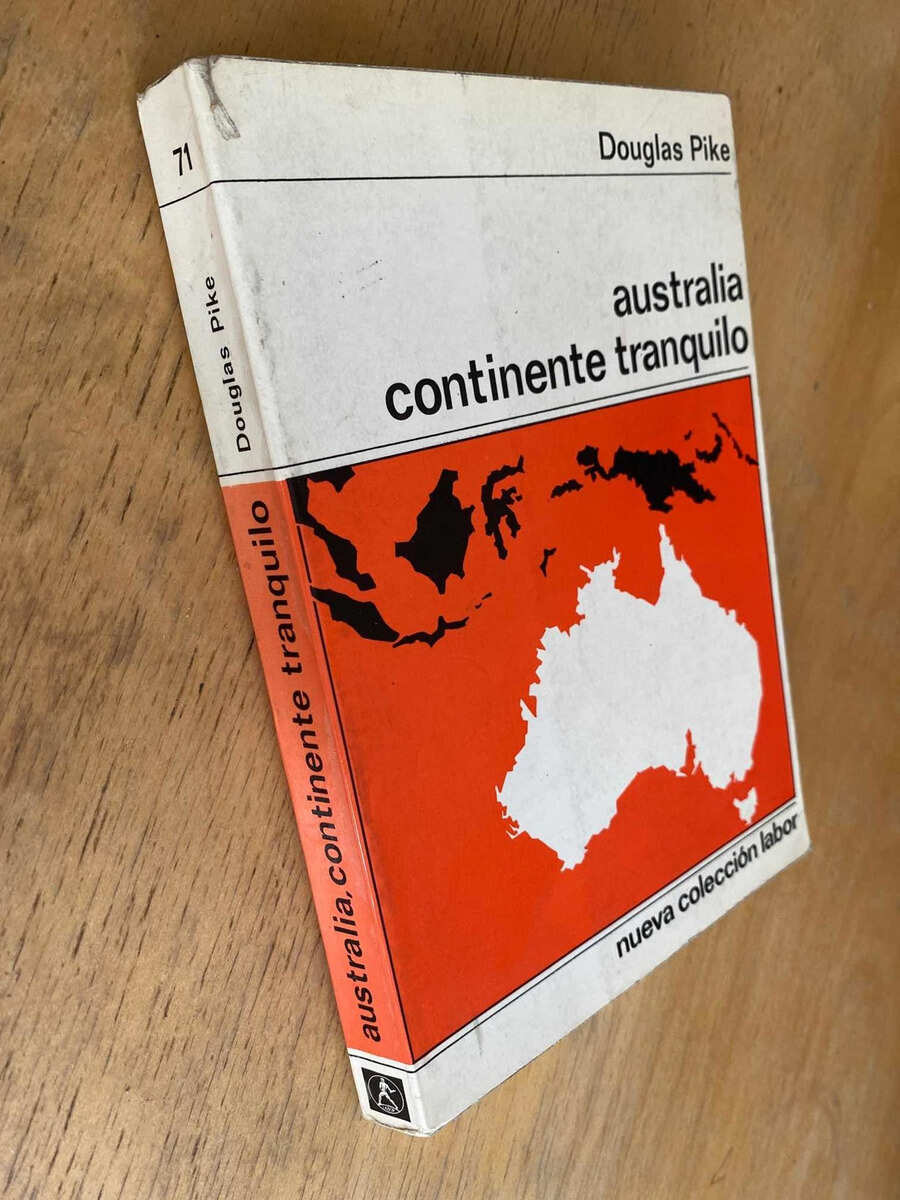 Douglas Pike
australia
continente tranquilo
nueva colección labor
71
Douglas Pike
australia, continente tranquilo